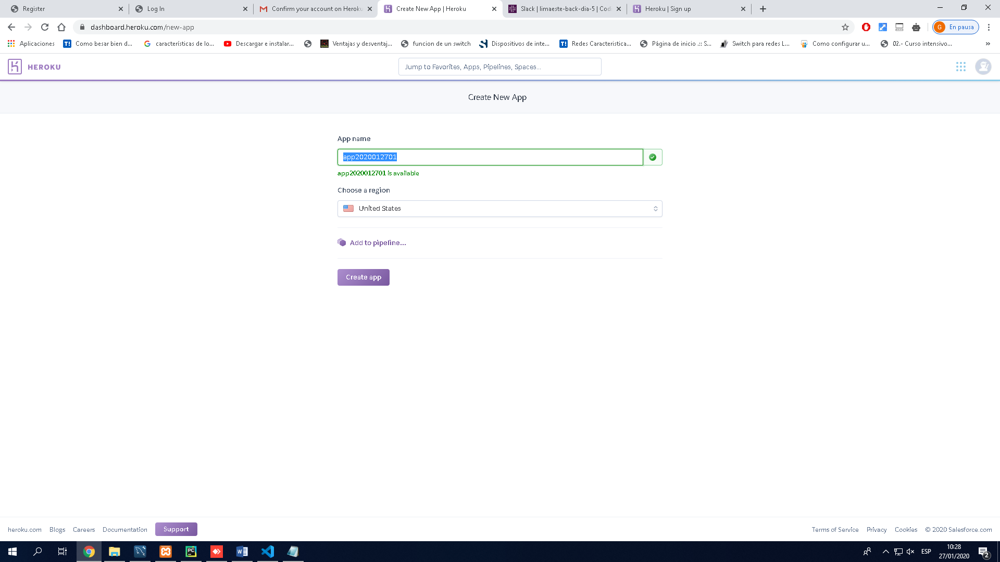 Register
Log In
Confirm your account on Heroku
Create New App | Heroku
Slack | limaeste-back-dia-5 | Cod
Heroku | Sign up
dashboard.heroku.com/new-app
G En pausa
Aplicaciones
Como besar bien d...
características de lo...
Descargar e instalar...
Ventajas y desventaj...
funcion de un switch
Dispositivos de inte...
Redes Caracteristica...
Página de inicio .:: S...
Switch para redes L...
Como configurar u...
02.- Curso intensivo...
HEROKU
Jump to Favorites, Apps, Pipelines, Spaces...
Create New App
App name
app2020012701
app2020012701 is available
Choose a region
United States
Add to pipeline...
Create app
heroku.com Blogs Careers Documentation Support
Terms of Service Privacy Cookies © 2020 Salesforce.com
ESP
10:28
27/01/2020
2